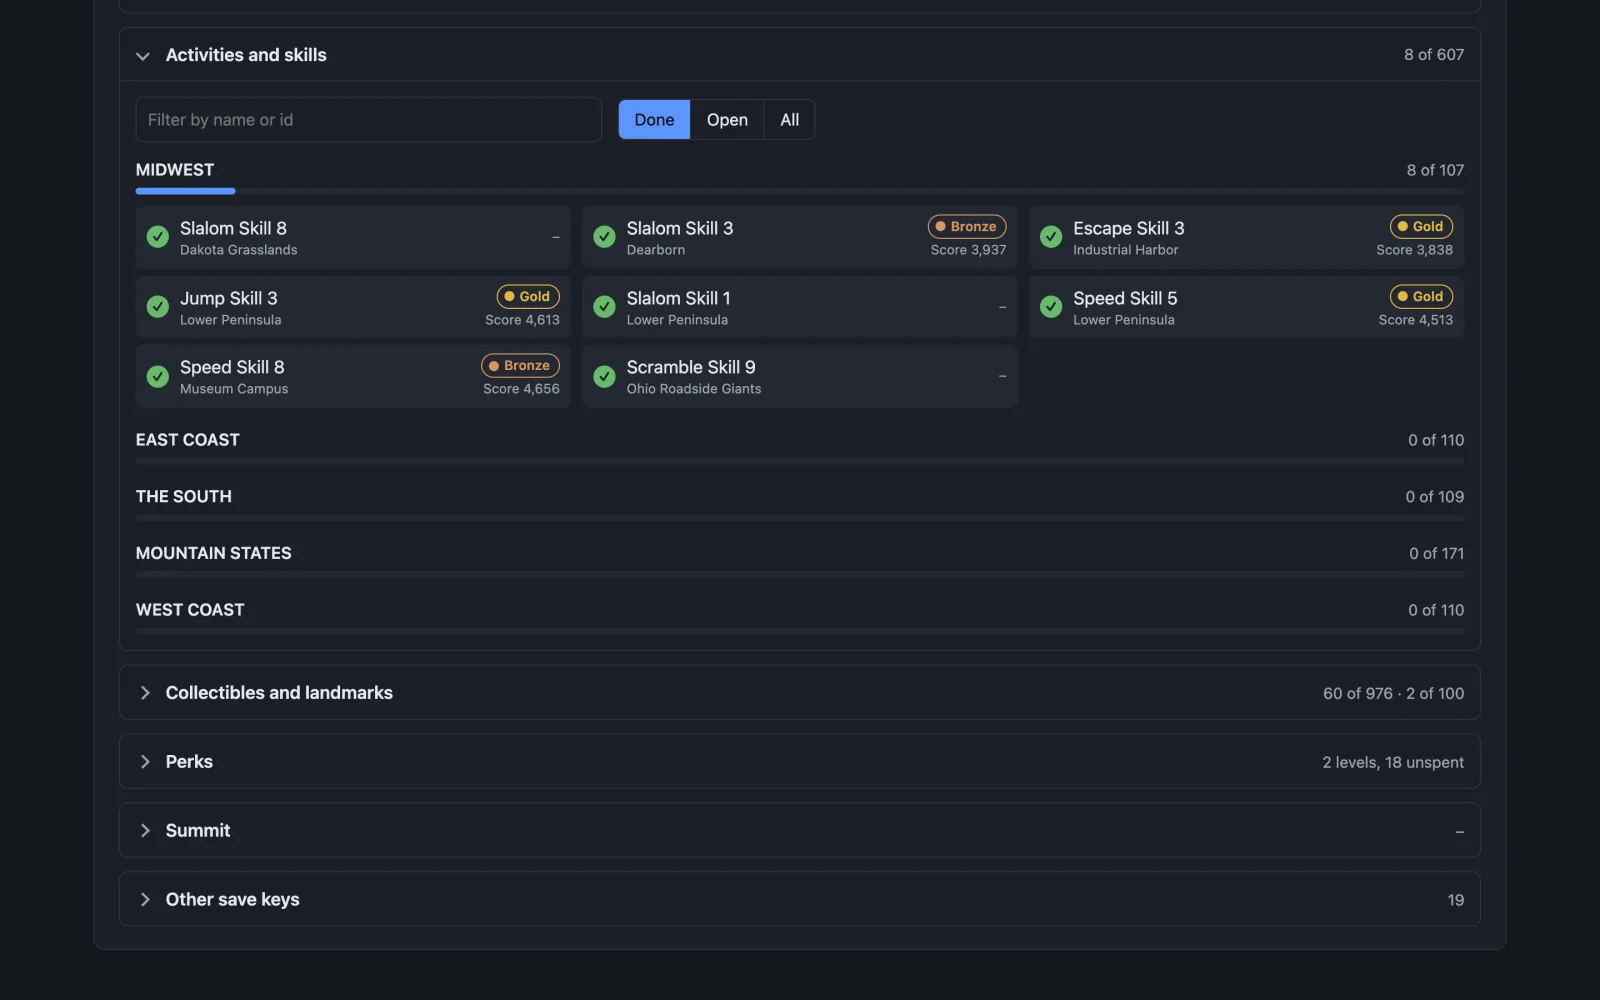 Activities and skills
8 of 607
Filter by name or id
Done
Open
All
MIDWEST
8 of 107
Slalom Skill 8
Dakota Grasslands
–
Slalom Skill 3
Dearborn
Bronze
Score 3,937
Escape Skill 3
Industrial Harbor
Gold
Score 3,838
Jump Skill 3
Lower Peninsula
Gold
Score 4,613
Slalom Skill 1
Lower Peninsula
–
Speed Skill 5
Lower Peninsula
Gold
Score 4,513
Speed Skill 8
Museum Campus
Bronze
Score 4,656
Scramble Skill 9
Ohio Roadside Giants
–
EAST COAST
0 of 110
THE SOUTH
0 of 109
MOUNTAIN STATES
0 of 171
WEST COAST
0 of 110
Collectibles and landmarks
60 of 976 · 2 of 100
Perks
2 levels, 18 unspent
Summit
–
Other save keys
19